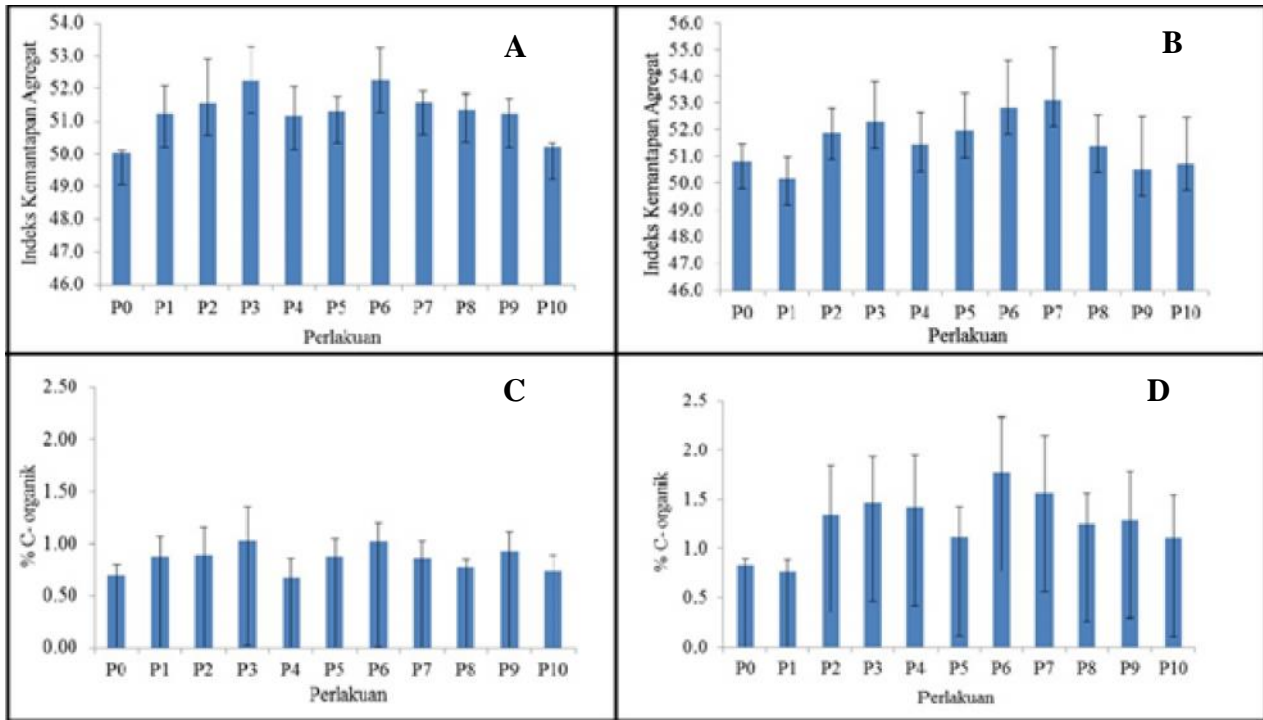 A
Indeks Kemantapan Agregat
54.0
53.0
52.0
51.0
50.0
49.0
48.0
47.0
46.0
P0 P1 P2 P3 P4 P5 P6 P7 P8 P9 P10
Perlakuan
B
Indeks Kemantapan Agregat
56.0
55.0
54.0
53.0
52.0
51.0
50.0
49.0
48.0
47.0
46.0
P0 P1 P2 P3 P4 P5 P6 P7 P8 P9 P10
Perlakuan
C
% C- organik
2.50
2.00
1.50
1.00
0.50
0.00
P0 P1 P2 P3 P4 P5 P6 P7 P8 P9 P10
Perlakuan
D
% C- organik
2.5
2.0
1.5
1.0
0.5
0.0
P0 P1 P2 P3 P4 P5 P6 P7 P8 P9 P10
Perlakuan